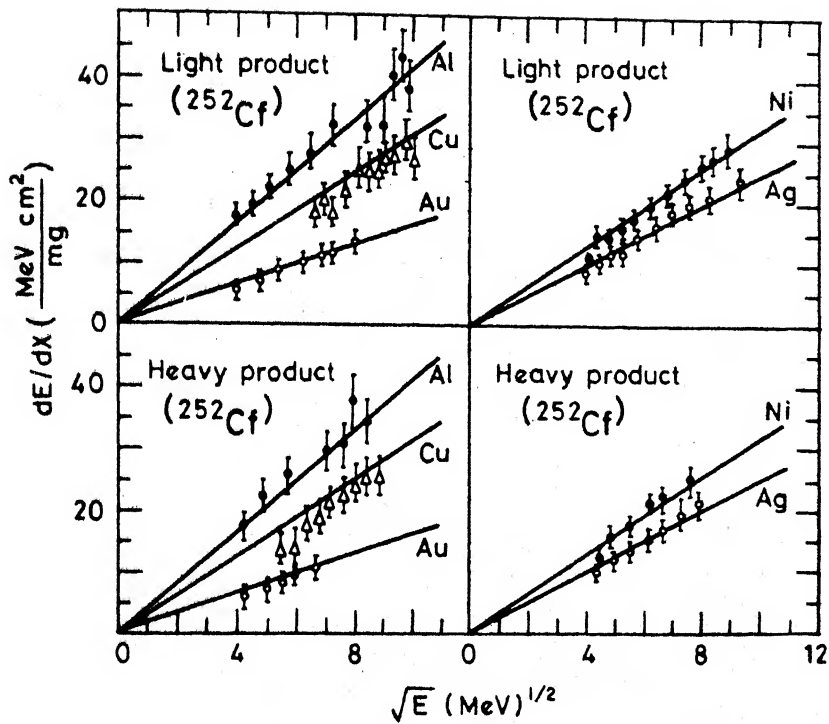 40
20
0
Light product
(252Cf)
Al
Cu
Au
Light product
(252Cf)
Ni
Ag
dE/dX (MeV cm2/mg)
40
20
Heavy product
(252Cf)
Al
Cu
Au
Heavy product
(252Cf)
Ni
Ag
0 4 8 0 4 8 12
√E (MeV)1/2